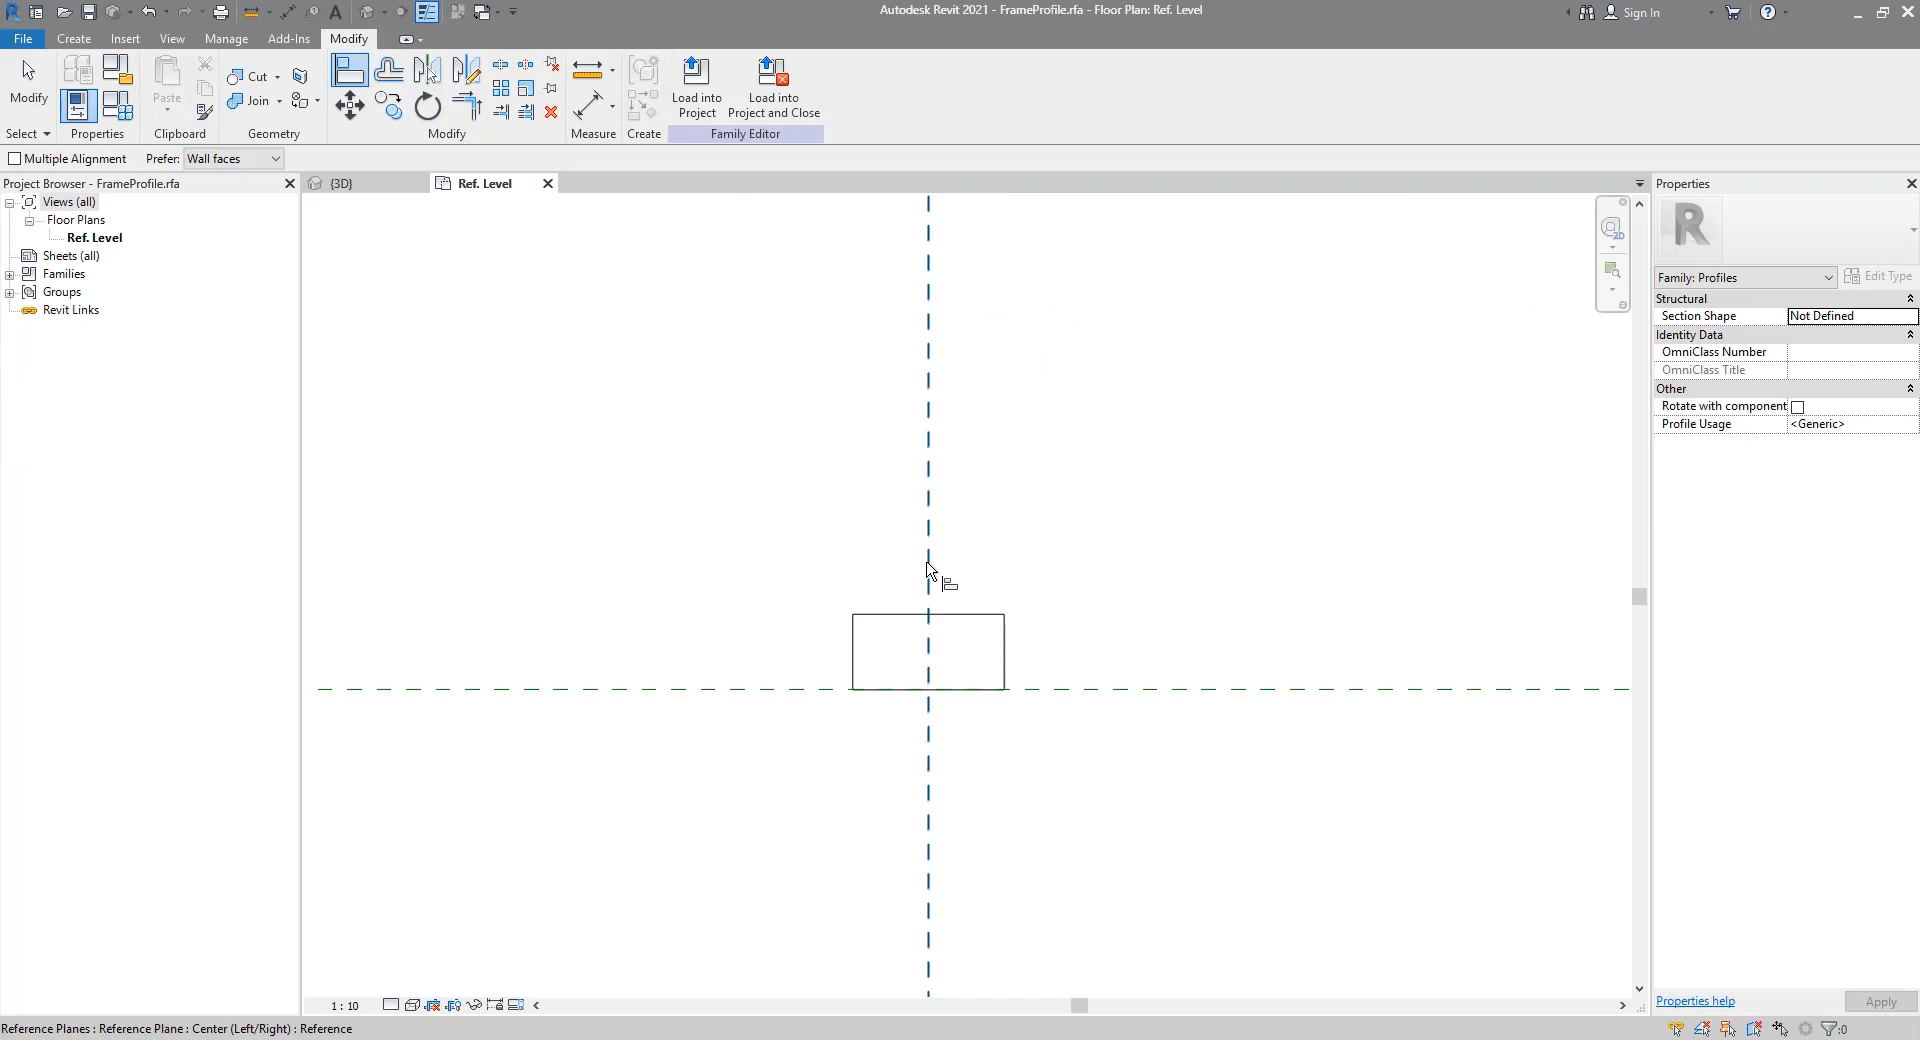 Autodesk Revit 2021 - FrameProfile.rfa - Floor Plan: Ref. Level
Sign In
File
Create
Insert
View
Manage
Add-Ins
Modify
Modify
Paste
Cut
Join
Load into
Project
Load into
Project and Close
Select
Properties
Clipboard
Geometry
Modify
Measure
Create
Family Editor
Multiple Alignment
Prefer:
Wall faces
Project Browser - FrameProfile.rfa
Views (all)
Floor Plans
Ref. Level
Sheets (all)
Families
Groups
Revit Links
{3D}
Ref. Level
2D
Properties
R
Family: Profiles
Edit Type
Structural
Section Shape
Not Defined
Identity Data
OmniClass Number
OmniClass Title
Other
Rotate with component
Profile Usage
<Generic>
Properties help
Apply
1 : 10
Reference Planes : Reference Plane : Center (Left/Right) : Reference
:0